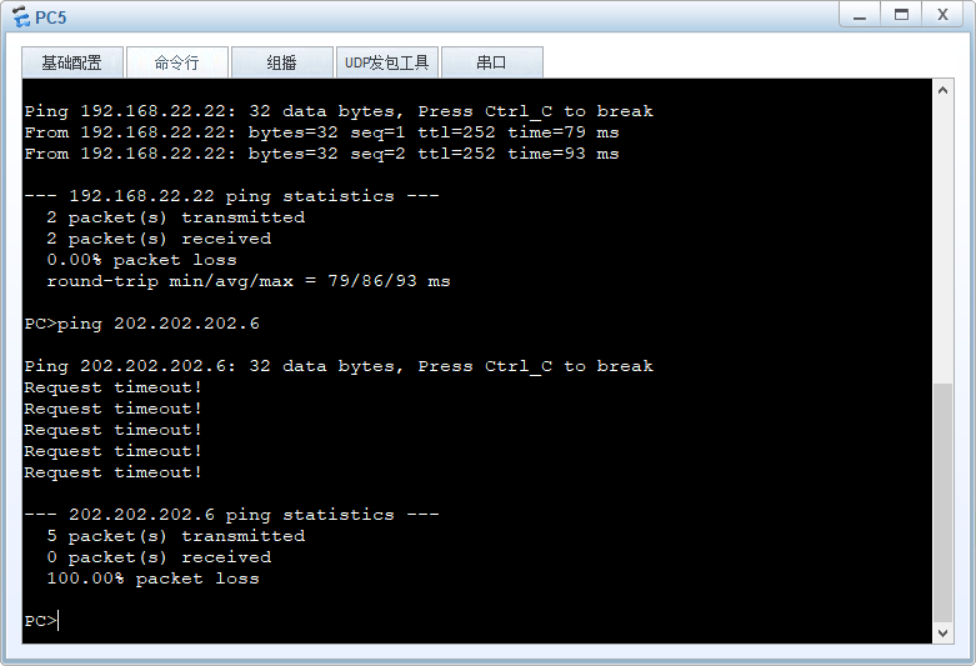 PC5
基础配置 命令行 组播 UDP发包工具 串口
Ping 192.168.22.22: 32 data bytes, Press Ctrl_C to break
From 192.168.22.22: bytes=32 seq=1 ttl=252 time=79 ms
From 192.168.22.22: bytes=32 seq=2 ttl=252 time=93 ms
--- 192.168.22.22 ping statistics ---
2 packet(s) transmitted
2 packet(s) received
0.00% packet loss
round-trip min/avg/max = 79/86/93 ms
PC>ping 202.202.202.6
Ping 202.202.202.6: 32 data bytes, Press Ctrl_C to break
Request timeout!
Request timeout!
Request timeout!
Request timeout!
Request timeout!
--- 202.202.202.6 ping statistics ---
5 packet(s) transmitted
0 packet(s) received
100.00% packet loss
PC>